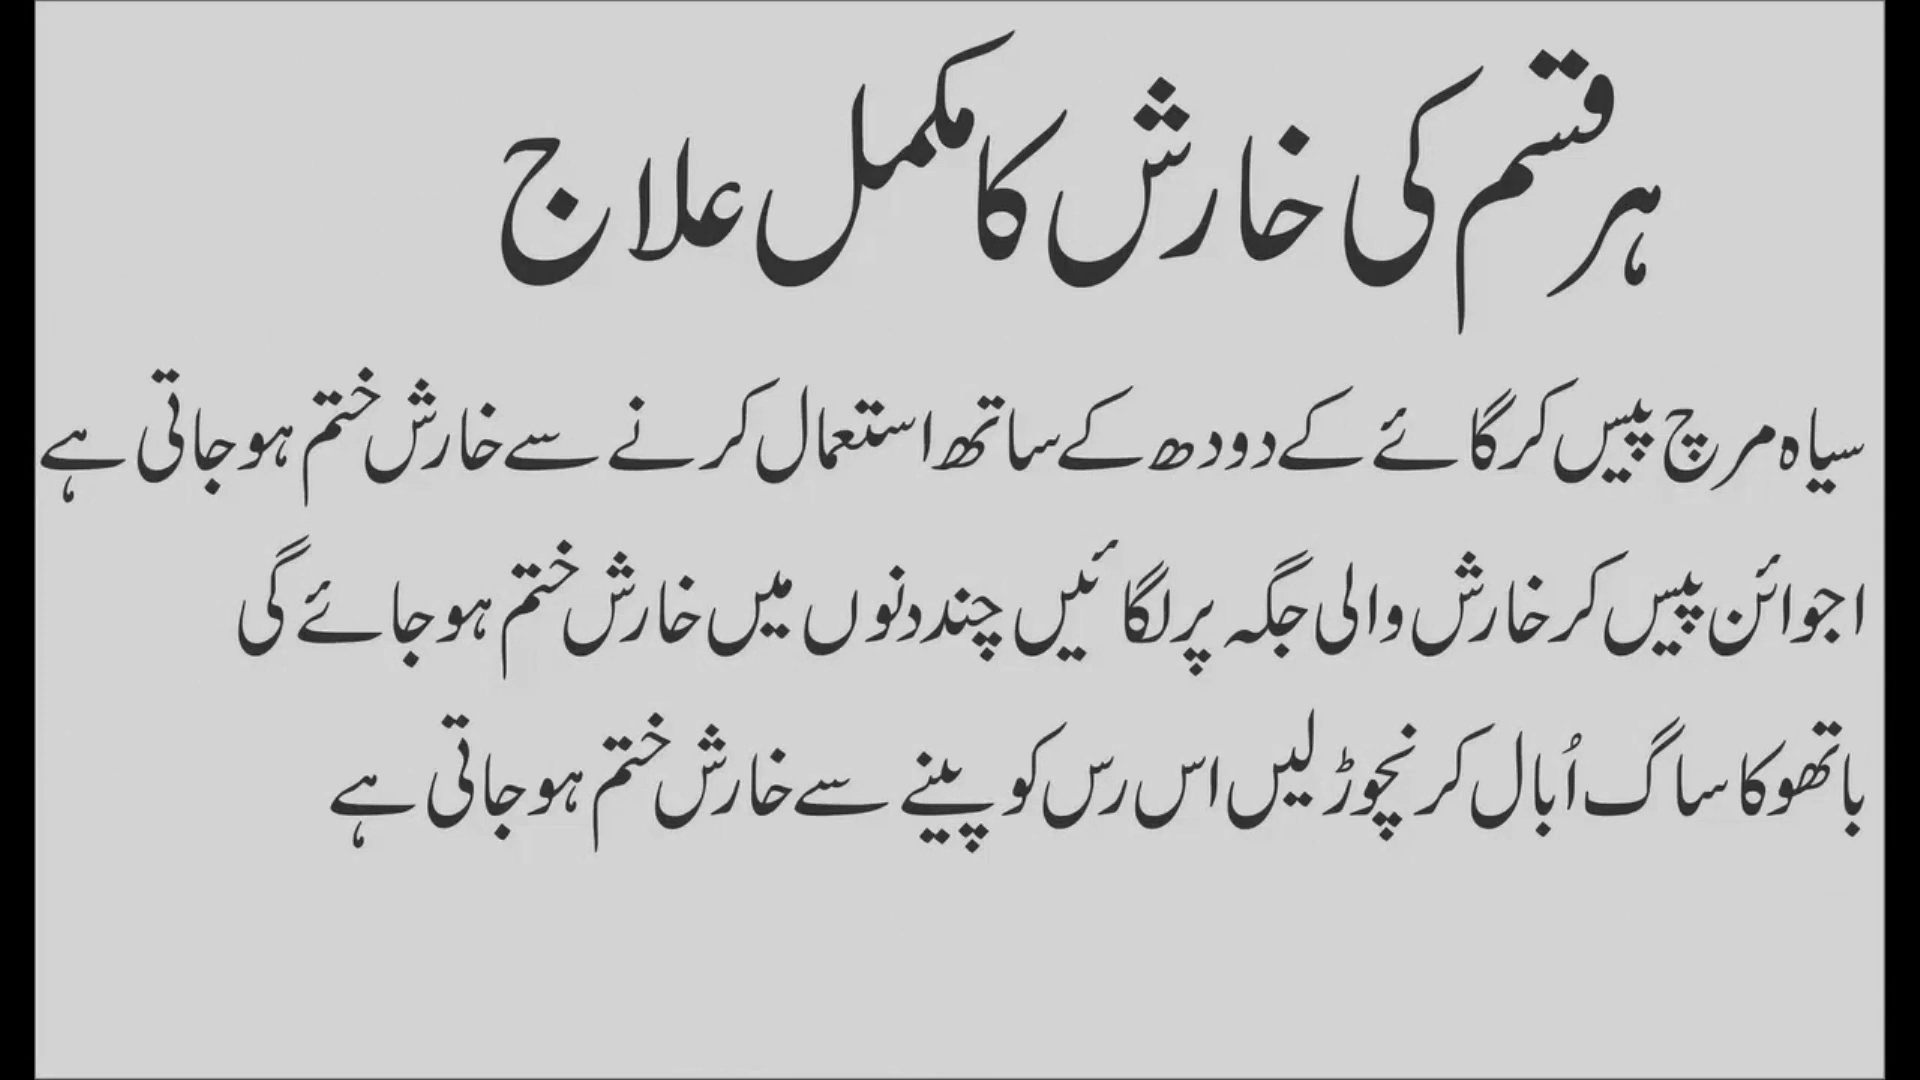 ہر قسم کی خارش کا مکمل علاج
سیاہ مرچ پیس کر گائے کے دودھ کے ساتھ استعمال کرنے سے خارش ختم ہو جاتی ہے
اجوائن پیس کر خارش والی جگہ پر لگائیں چند دنوں میں خارش ختم ہو جائے گی
باتھو کا ساگ اُبال کر نچوڑ لیں اس رس کو پینے سے خارش ختم ہو جاتی ہے